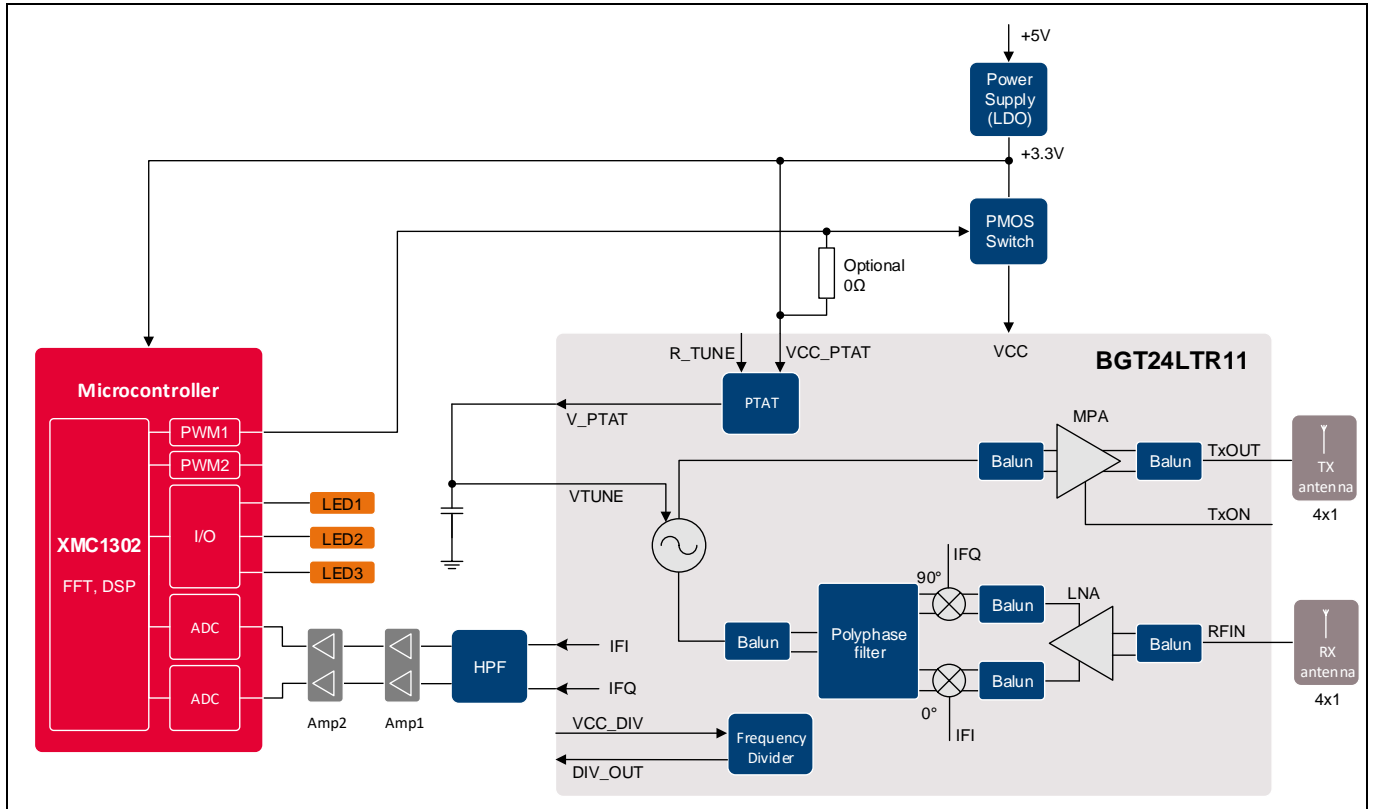 +5V
Power
Supply
(LDO)
+3.3V
PMOS
Switch
Optional
0Ω
R_TUNE
VCC_PTAT
VCC
BGT24LTR11
Microcontroller
PTAT
V_PTAT
MPA
PWM1
PWM2
Balun
Balun
TxOUT
TX
antenna
4x1
VTUNE
TxON
LED1
LED2
LED3
I/O
XMC1302
FFT, DSP
IFQ
90°
LNA
Balun
ADC
Balun
Polyphase
filter
Balun
RFIN
RX
antenna
4x1
IFI
HPF
IFQ
Balun
ADC
0°
IFI
Amp2
Amp1
VCC_DIV
Frequency
Divider
DIV_OUT